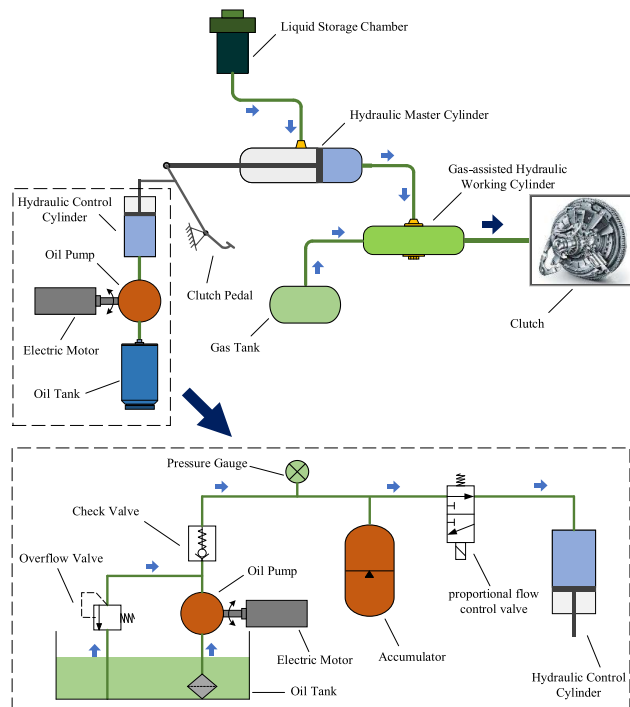 Liquid Storage Chamber
Hydraulic Master Cylinder
Gas-assisted Hydraulic
Working Cylinder
Hydraulic Control
Cylinder
Oil Pump
Clutch Pedal
Electric Motor
Gas Tank
Clutch
Oil Tank
Pressure Gauge
Check Valve
Overflow Valve
Oil Pump
proportional flow
control valve
Electric Motor
Accumulator
Oil Tank
Hydraulic Control
Cylinder